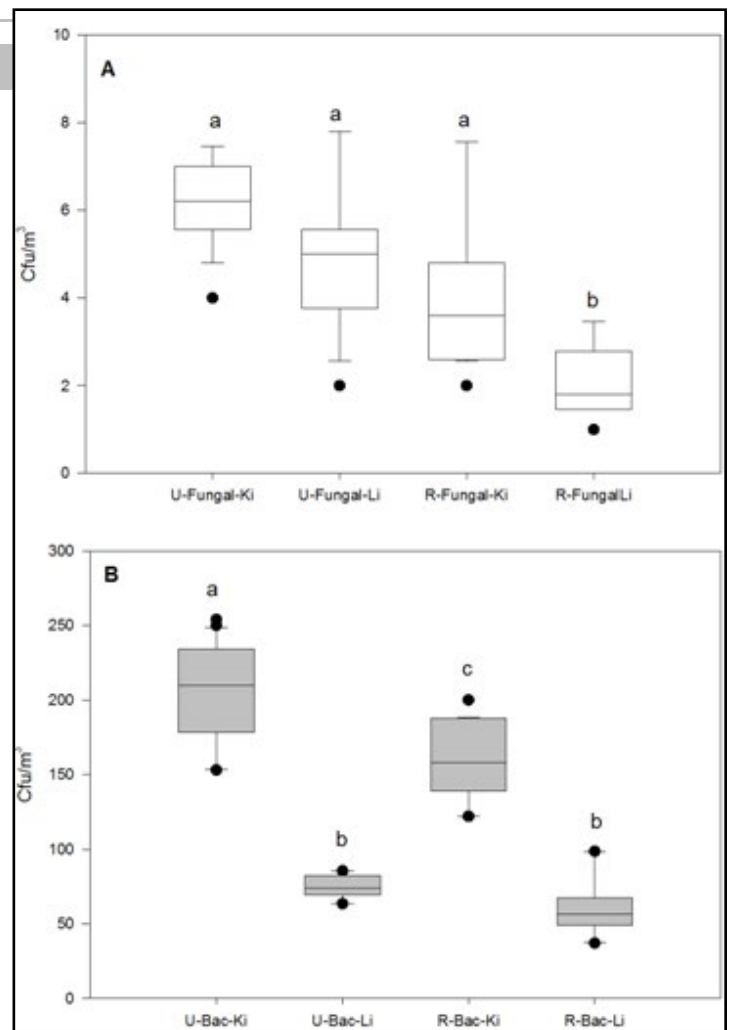 10
A
a
a
a
8
6
Cfu/m³
4
b
2
0
U-Fungal-Ki U-Fungal-Li R-Fungal-Ki R-FungalLi
300
B
a
250
c
200
Cfu/m³
150
b
b
100
50
0
U-Bac-Ki U-Bac-Li R-Bac-Ki R-Bac-Li